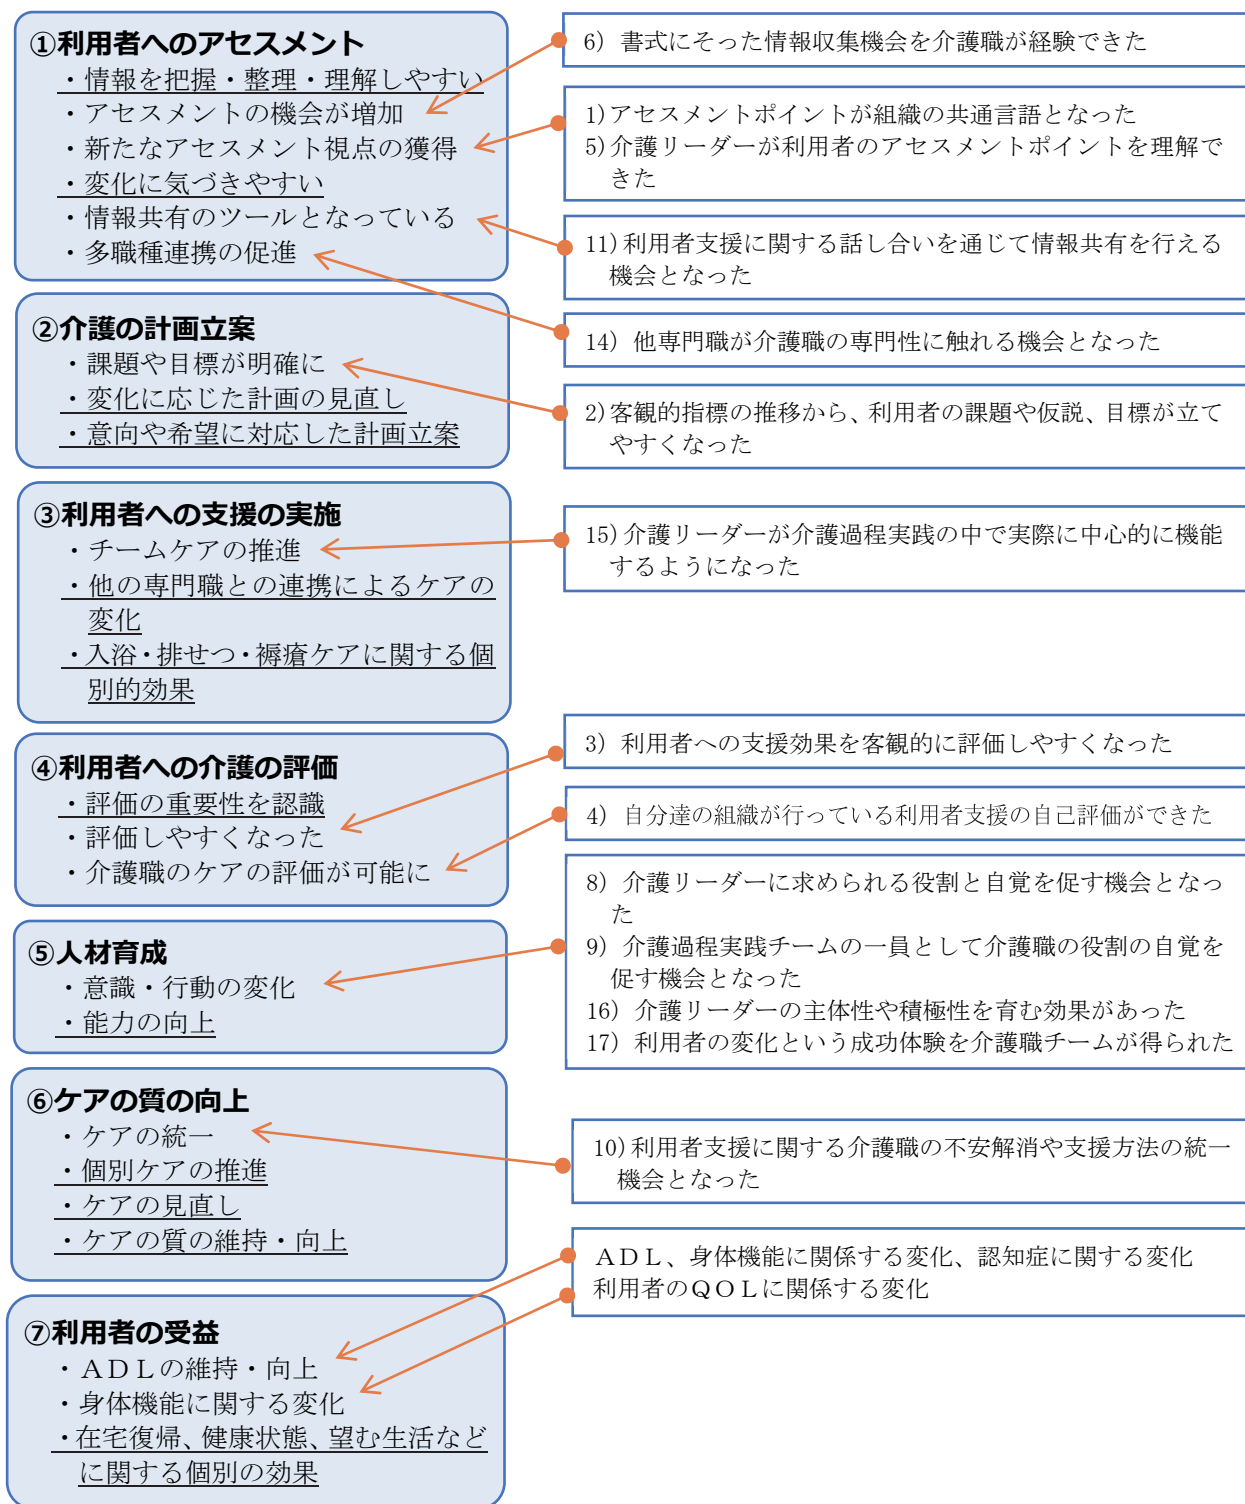 ①利用者へのアセスメント
・情報を把握・整理・理解しやすい
・アセスメントの機会が増加
・新たなアセスメント視点の獲得
・変化に気づきやすい
・情報共有のツールとなっている
・多職種連携の促進
②介護の計画立案
・課題や目標が明確に
・変化に応じた計画の見直し
・意向や希望に対応した計画立案
③利用者への支援の実施
・チームケアの推進
・他の専門職との連携によるケアの
変化
・入浴・排せつ・褥瘡ケアに関する個
別的効果
④利用者への介護の評価
・評価の重要性を認識
・評価しやすくなった
・介護職のケアの評価が可能に
⑤人材育成
・意識・行動の変化
・能力の向上
⑥ケアの質の向上
・ケアの統一
・個別ケアの推進
・ケアの見直し
・ケアの質の維持・向上
⑦利用者の受益
・ＡＤＬの維持・向上
・身体機能に関する変化
・在宅復帰、健康状態、望む生活など
に関する個別の効果
6）書式にそった情報収集機会を介護職が経験できた
1)アセスメントポイントが組織の共通言語となった
5)介護リーダーが利用者のアセスメントポイントを理解で
きた
11)利用者支援に関する話し合いを通じて情報共有を行える
機会となった
14）他専門職が介護職の専門性に触れる機会となった
2)客観的指標の推移から、利用者の課題や仮説、目標が立て
やすくなった
15)介護リーダーが介護過程実践の中で実際に中心的に機能
するようになった
3）利用者への支援効果を客観的に評価しやすくなった
4）自分達の組織が行っている利用者支援の自己評価ができた
8）介護リーダーに求められる役割と自覚を促す機会となっ
た
9）介護過程実践チームの一員として介護職の役割の自覚を
促す機会となった
16）介護リーダーの主体性や積極性を育む効果があった
17）利用者の変化という成功体験を介護職チームが得られた
10)利用者支援に関する介護職の不安解消や支援方法の統一
機会となった
ＡＤＬ、身体機能に関係する変化、認知症に関する変化
利用者のＱＯＬに関係する変化